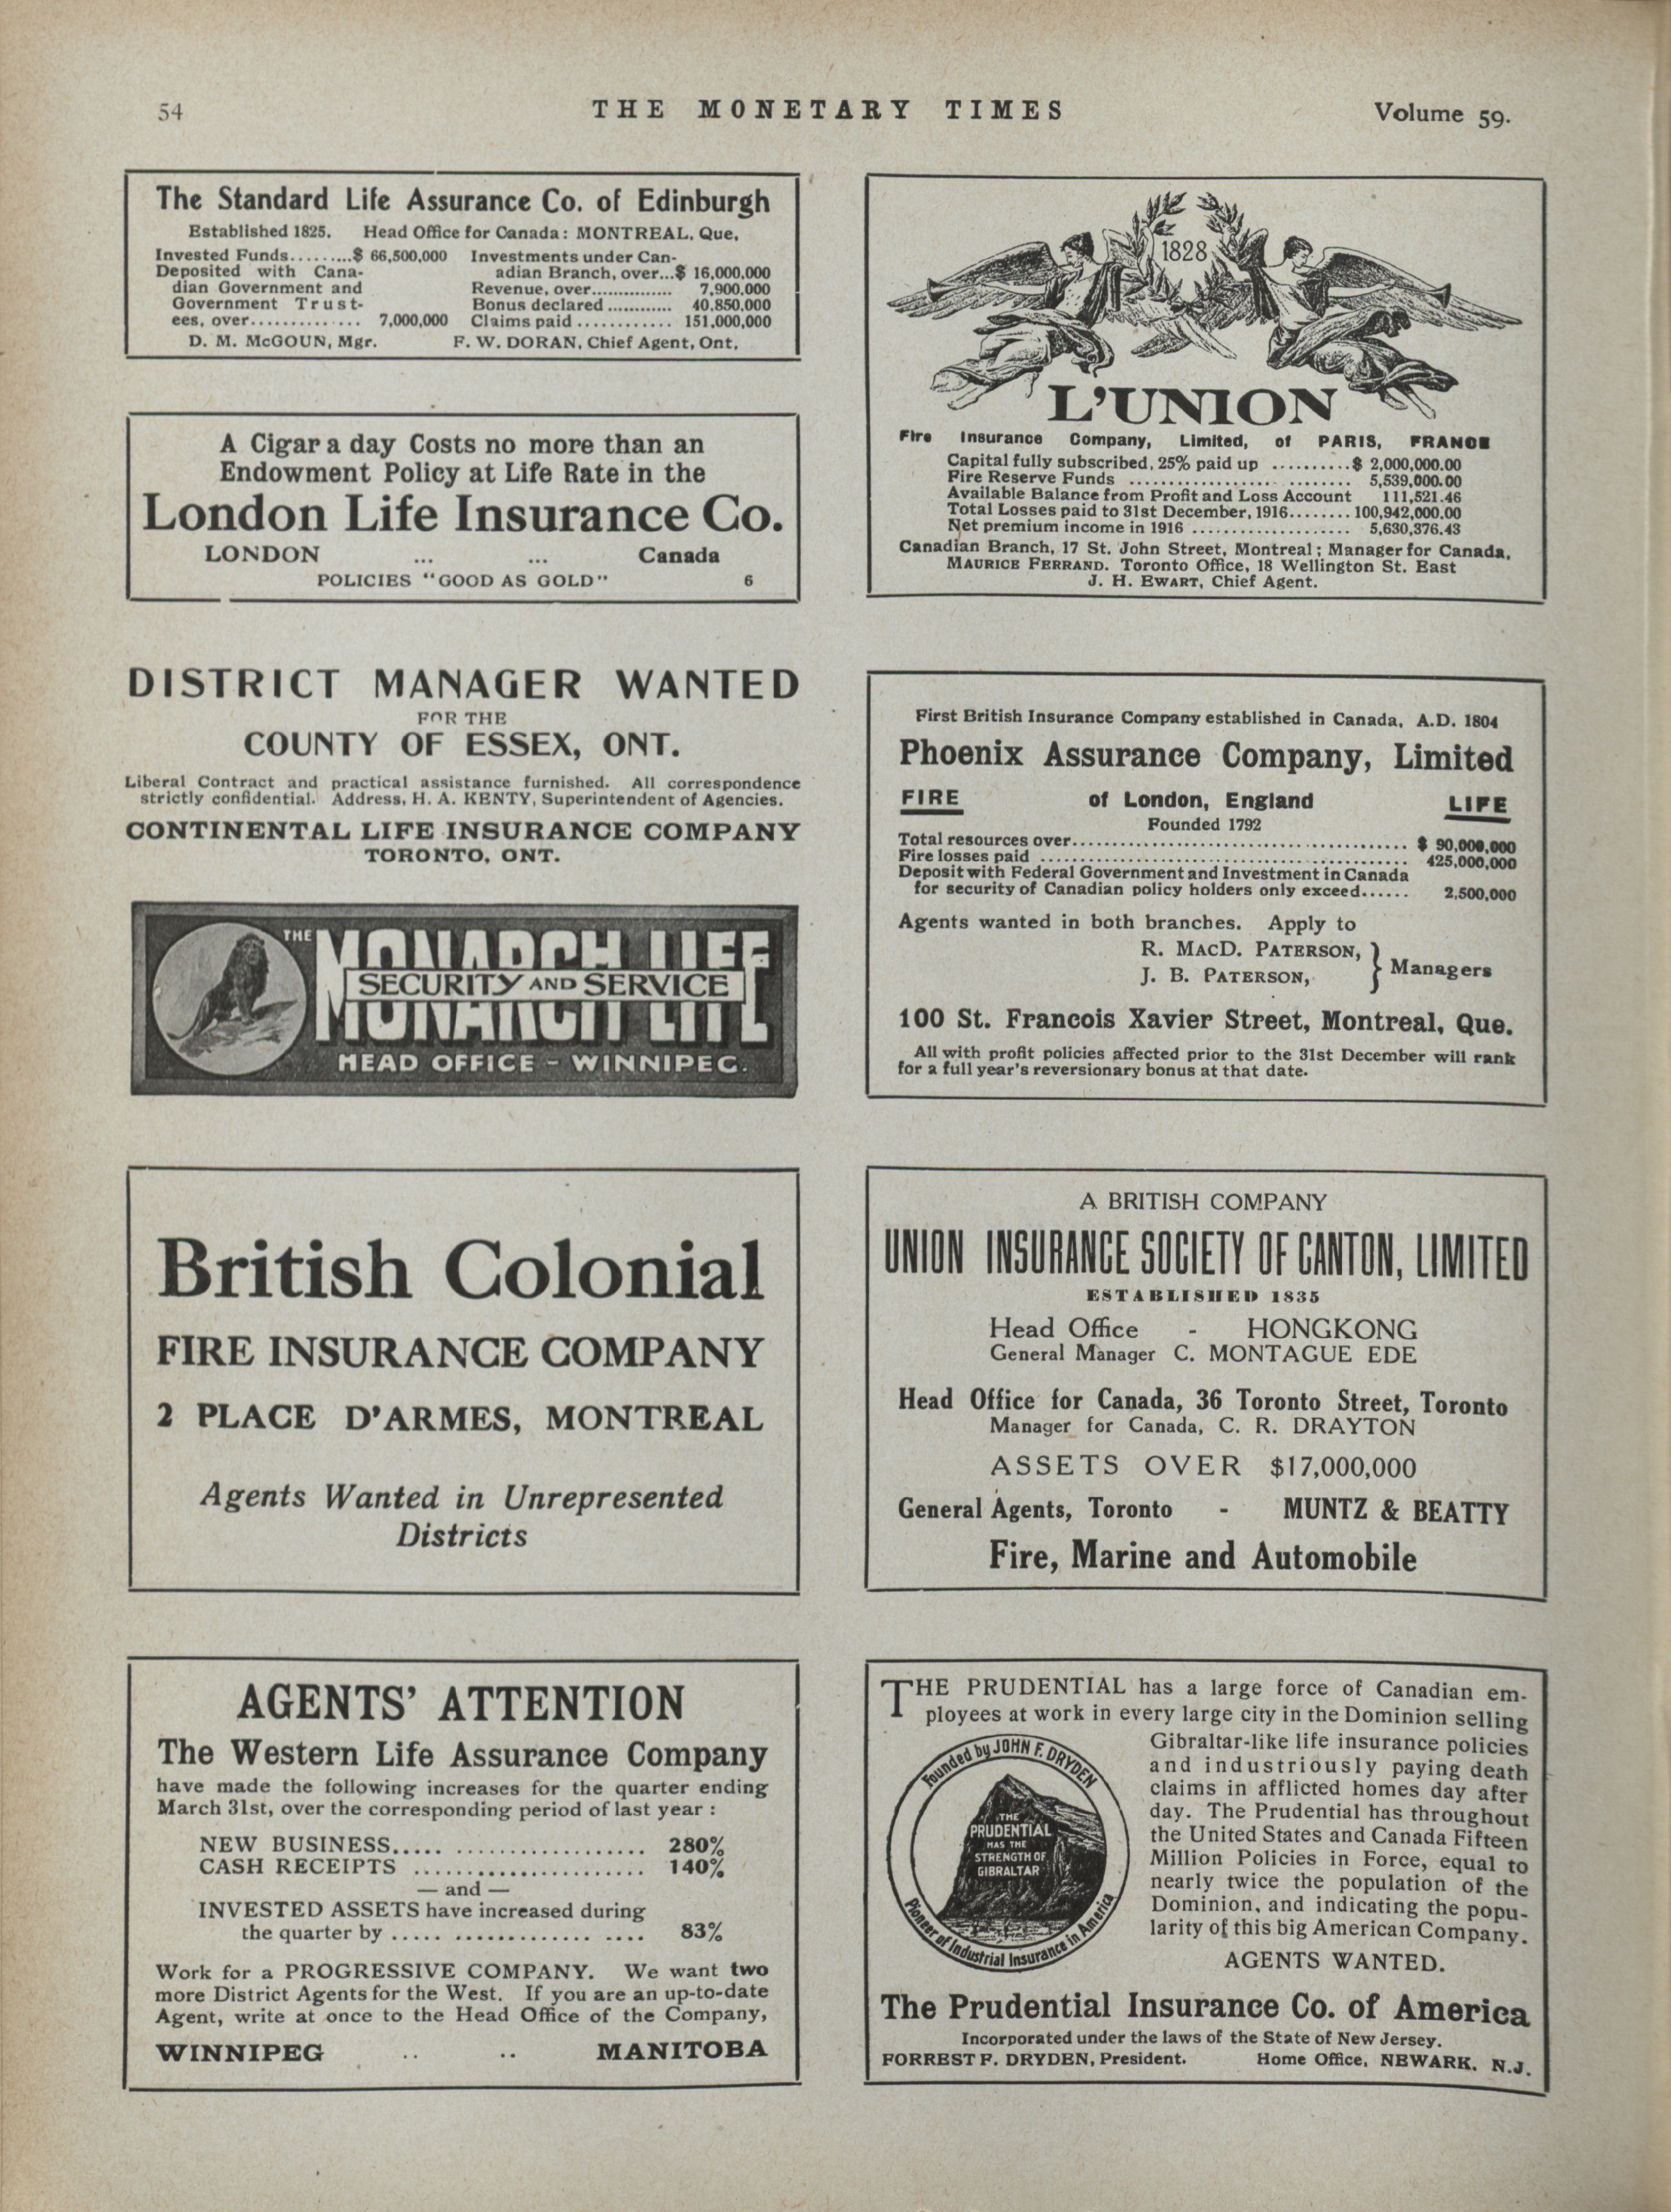 54
THE MONETARY TIMES
Volume 59.
The Standard Life Assurance Co. of Edinburgh
Established 1825. Head Office for Canada: MONTREAL, Que.
Invested Funds.........$ 66,500,000
Deposited with Cana-
dian Government and
Government Trust-
ees, over.............. 7,000,000
Investments under Can-
adian Branch, over...$ 16,000,000
Revenue, over............... 7,900,000
Bonus declared ............ 40,850,000
Claims paid ............ 151,000,000
D. M. McGOUN, Mgr. F. W. DORAN, Chief Agent, Ont.
A Cigar a day Costs no more than an
Endowment Policy at Life Rate in the
London Life Insurance Co.
LONDON ... ... Canada
POLICIES "GOOD AS GOLD" 6
DISTRICT MANAGER WANTED
FOR THE
COUNTY OF ESSEX, ONT.
Liberal Contract and practical assistance furnished. All correspondence
strictly confidential. Address, H. A. KENTY, Superintendent of Agencies.
CONTINENTAL LIFE INSURANCE COMPANY
TORONTO, ONT.
THE MONARCH LIFE
SECURITY AND SERVICE
MONARCH LIFE
HEAD OFFICE - WINNIPEG.
British Colonial
FIRE INSURANCE COMPANY
2 PLACE D'ARMES, MONTREAL
Agents Wanted in Unrepresented
Districts
AGENTS' ATTENTION
The Western Life Assurance Company
have made the following increases for the quarter ending
March 31st, over the corresponding period of last year :
NEW BUSINESS..... ................... 280%
CASH RECEIPTS ....................... 140%
— and —
INVESTED ASSETS have increased during
the quarter by ..... ............. .... 83%
Work for a PROGRESSIVE COMPANY. We want two
more District Agents for the West. If you are an up-to-date
Agent, write at once to the Head Office of the Company,
WINNIPEG .. .. MANITOBA
1828
L'UNION
Fire Insurance Company, Limited, of PARIS, FRANCE
Capital fully subscribed, 25% paid up ..........$ 2,000,000.00
Fire Reserve Funds ........................... 5,539,000.00
Available Balance from Profit and Loss Account 111,521.46
Total Losses paid to 31st December, 1916........ 100,942,000.00
Net premium income in 1916 .................... 5,630,376.43
Canadian Branch, 17 St. John Street, Montreal; Manager for Canada,
MAURICE FERRAND. Toronto Office, 18 Wellington St. East
J. H. EWART, Chief Agent.
First British Insurance Company established in Canada, A.D. 1804
Phoenix Assurance Company, Limited
FIRE of London, England LIFE
Founded 1792
Total resources over.......................................... $ 90,000,000
Fire losses paid .............................................. 425,000,000
Deposit with Federal Government and Investment in Canada
for security of Canadian policy holders only exceed...... 2,500,000
Agents wanted in both branches. Apply to
R. MACD. PATERSON,
J. B. PATERSON,
} Managers
100 St. Francois Xavier Street, Montreal, Que.
All with profit policies affected prior to the 31st December will rank
for a full year's reversionary bonus at that date.
A BRITISH COMPANY
UNION INSURANCE SOCIETY OF CANTON, LIMITED
ESTABLISHED 1835
Head Office - HONGKONG
General Manager C. MONTAGUE EDE
Head Office for Canada, 36 Toronto Street, Toronto
Manager for Canada, C. R. DRAYTON
ASSETS OVER $17,000,000
General Agents, Toronto - MUNTZ & BEATTY
Fire, Marine and Automobile
THE PRUDENTIAL has a large force of Canadian em-
ployees at work in every large city in the Dominion selling
Gibraltar-like life insurance policies
and industriously paying death
claims in afflicted homes day after
day. The Prudential has throughout
the United States and Canada Fifteen
Million Policies in Force, equal to
nearly twice the population of the
Dominion, and indicating the popu-
larity of this big American Company.
AGENTS WANTED.
Founded by JOHN F. DRYDEN
THE
PRUDENTIAL
HAS THE
STRENGTH OF
GIBRALTAR
Pioneer of Industrial Insurance in America
The Prudential Insurance Co. of America
Incorporated under the laws of the State of New Jersey.
FORREST F. DRYDEN, President. Home Office, NEWARK, N.J.